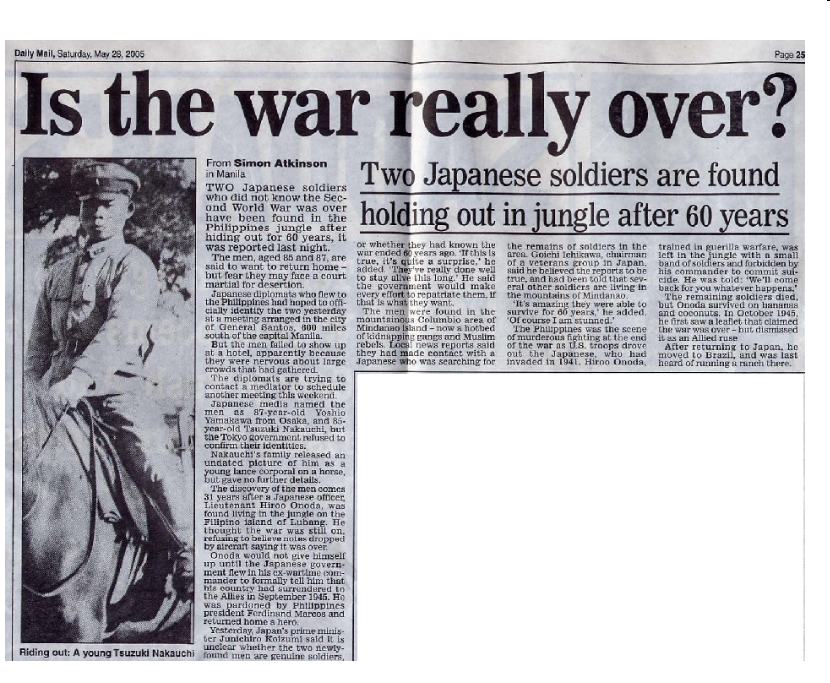 Daily Mail, Saturday, May 28, 2005
Page 25
Is the war really over?
Two Japanese soldiers are found
holding out in jungle after 60 years
From Simon Atkinson
in Manila
TWO Japanese soldiers
who did not know the Sec-
ond World War was over
have been found in the
Philippines jungle after
hiding out for 60 years, it
was reported last night.
The men, aged 85 and 87, are
said to want to return home –
but fear they may face a court
martial for desertion.
Japanese diplomats who flew to
the Philippines had hoped to offi-
cially identify the two yesterday
at a meeting arranged in the city
of General Santos, 600 miles
south of the capital Manila.
But the men failed to show up
at a hotel, apparently because
they were nervous about large
crowds that had gathered.
The diplomats are trying to
contact a mediator to schedule
another meeting this weekend.
Japanese media named the
men as 87-year-old Yoshio
Yamakawa from Osaka, and 85-
year-old Tsuzuki Nakauchi, but
the Tokyo government refused to
confirm their identities.
Nakauchi's family released an
undated picture of him as a
young lance corporal on a horse,
but gave no further details.
The discovery of the men comes
31 years after a Japanese officer,
Lieutenant Hiroo Onoda, was
found living in the jungle on the
Filipino island of Lubang. He
thought the war was still on,
refusing to believe notes dropped
by aircraft saying it was over.
Onoda would not give himself
up until the Japanese govern-
ment flew in his ex-wartime com-
mander to formally tell him that
his country had surrendered to
the Allies in September 1945. He
was pardoned by Philippines
president Ferdinand Marcos and
returned home a hero.
Yesterday, Japan's prime minis-
ter Junichiro Koizumi said it is
unclear whether the two newly-
found men are genuine soldiers,
or whether they had known the
war ended 60 years ago. 'If this is
true, it's quite a surprise,' he
added. 'They've really done well
to stay alive this long.' He said
the government would make
every effort to repatriate them, if
that is what they want.
The men were found in the
mountainous Columbio area of
Mindanao island – now a hotbed
of kidnapping gangs and Muslim
rebels. Local news reports said
they had made contact with a
Japanese who was searching for
the remains of soldiers in the
area. Goichi Ichikawa, chairman
of a veterans group in Japan,
said he believed the reports to be
true, and had been told that sev-
eral other soldiers are living in
the mountains of Mindanao.
'It's amazing they were able to
survive for 60 years,' he added.
'Of course I am stunned.'
The Philippines was the scene
of murderous fighting at the end
of the war as U.S. troops drove
out the Japanese, who had
invaded in 1941. Hiroo Onoda,
trained in guerilla warfare, was
left in the jungle with a small
band of soldiers and forbidden by
his commander to commit sui-
cide. He was told: 'We'll come
back for you whatever happens.'
The remaining soldiers died,
but Onoda survived on bananas
and coconuts. In October 1945,
he first saw a leaflet that claimed
the war was over – but dismissed
it as an Allied ruse
After returning to Japan, he
moved to Brazil, and was last
heard of running a ranch there.
Riding out: A young Tsuzuki Nakauchi